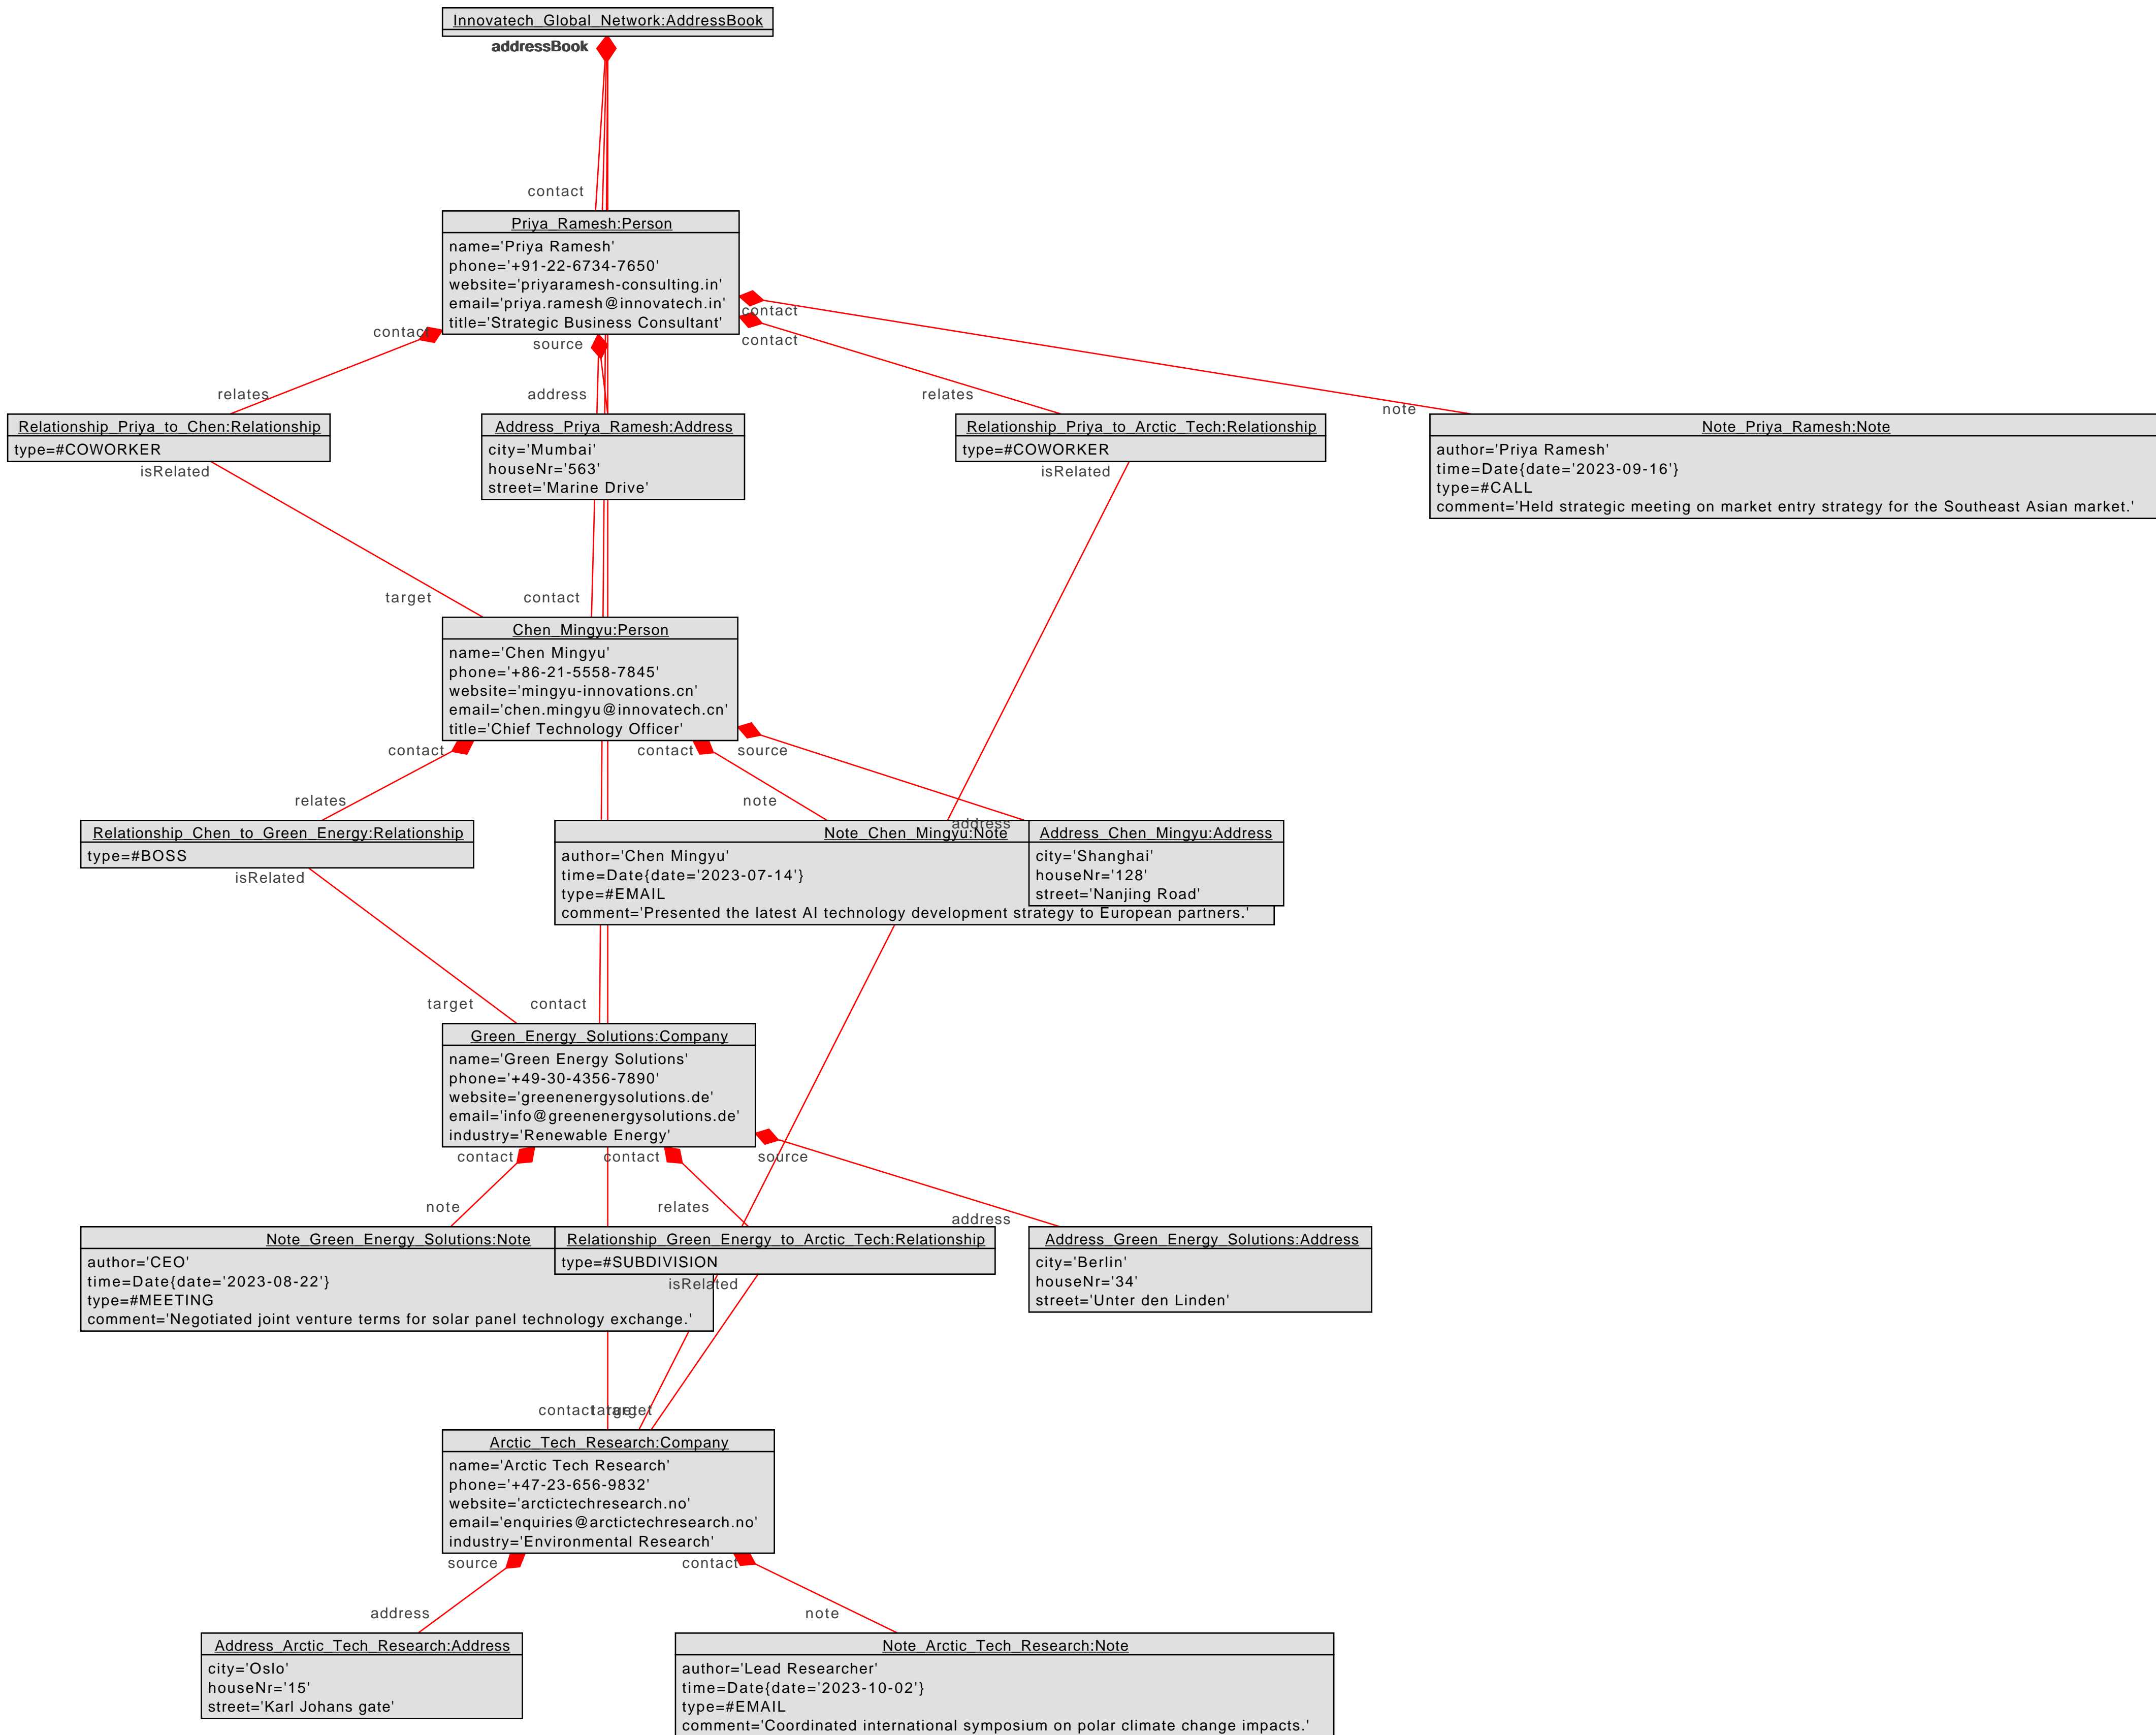 Innovatech_Global_Network:AddressBook
addressBook
contact
Priya_Ramesh:Person
name='Priya Ramesh'
phone='+91-22-6734-7650'
website='priyaramesh-consulting.in'
email='priya.ramesh@innovatech.in'
title='Strategic Business Consultant'
contact
contact
source
contact
relates
address
relates
note
Relationship_Priya_to_Chen:Relationship
type=#COWORKER
isRelated
Address_Priya_Ramesh:Address
city='Mumbai'
houseNr='563'
street='Marine Drive'
Relationship_Priya_to_Arctic_Tech:Relationship
type=#COWORKER
isRelated
Note_Priya_Ramesh:Note
author='Priya Ramesh'
time=Date{date='2023-09-16'}
type=#CALL
comment='Held strategic meeting on market entry strategy for the Southeast Asian market.'
target
contact
Chen_Mingyu:Person
name='Chen Mingyu'
phone='+86-21-5558-7845'
website='mingyu-innovations.cn'
email='chen.mingyu@innovatech.cn'
title='Chief Technology Officer'
contact
contact
source
relates
note
address
Relationship_Chen_to_Green_Energy:Relationship
type=#BOSS
isRelated
Note_Chen_Mingyu:Note
author='Chen Mingyu'
time=Date{date='2023-07-14'}
type=#EMAIL
comment='Presented the latest AI technology development strategy to European partners.'
Address_Chen_Mingyu:Address
city='Shanghai'
houseNr='128'
street='Nanjing Road'
target
contact
Green_Energy_Solutions:Company
name='Green Energy Solutions'
phone='+49-30-4356-7890'
website='greenenergysolutions.de'
email='info@greenenergysolutions.de'
industry='Renewable Energy'
contact
contact
source
note
relates
address
Note_Green_Energy_Solutions:Note
author='CEO'
time=Date{date='2023-08-22'}
type=#MEETING
comment='Negotiated joint venture terms for solar panel technology exchange.'
Relationship_Green_Energy_to_Arctic_Tech:Relationship
type=#SUBDIVISION
isRelated
Address_Green_Energy_Solutions:Address
city='Berlin'
houseNr='34'
street='Unter den Linden'
contact
target
target
Arctic_Tech_Research:Company
name='Arctic Tech Research'
phone='+47-23-656-9832'
website='arctictechresearch.no'
email='enquiries@arctictechresearch.no'
industry='Environmental Research'
source
contact
address
note
Address_Arctic_Tech_Research:Address
city='Oslo'
houseNr='15'
street='Karl Johans gate'
Note_Arctic_Tech_Research:Note
author='Lead Researcher'
time=Date{date='2023-10-02'}
type=#EMAIL
comment='Coordinated international symposium on polar climate change impacts.'